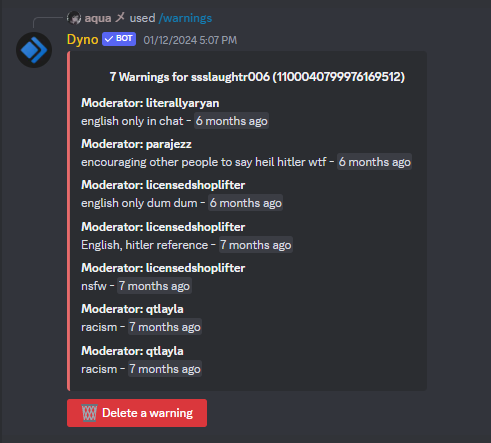 aqua メ used /warnings
Dyno ✓ BOT 01/12/2024 5:07 PM
7 Warnings for ssslaughtr006 (1100040799976169512)
Moderator: literallyaryan
english only in chat - 6 months ago
Moderator: parajezz
encouraging other people to say heil hitler wtf - 6 months ago
Moderator: licensedshoplifter
english only dum dum - 6 months ago
Moderator: licensedshoplifter
English, hitler reference - 7 months ago
Moderator: licensedshoplifter
nsfw - 7 months ago
Moderator: qtlayla
racism - 7 months ago
Moderator: qtlayla
racism - 7 months ago
Delete a warning